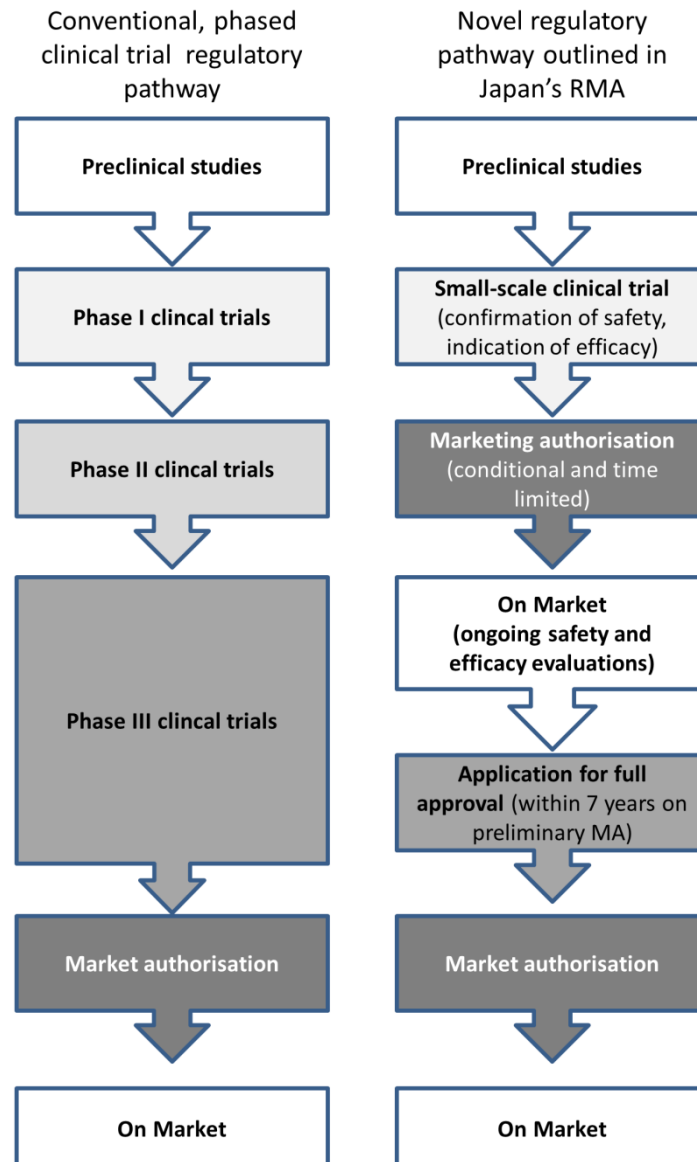 Conventional, phased
clinical trial regulatory
pathway
Preclinical studies
Phase I clincal trials
Phase II clincal trials
Phase III clincal trials
Market authorisation
On Market
Novel regulatory
pathway outlined in
Japan's RMA
Preclinical studies
Small-scale clinical trial
(confirmation of safety,
indication of efficacy)
Marketing authorisation
(conditional and time
limited)
On Market
(ongoing safety and
efficacy evaluations)
Application for full
approval (within 7 years on
preliminary MA)
Market authorisation
On Market